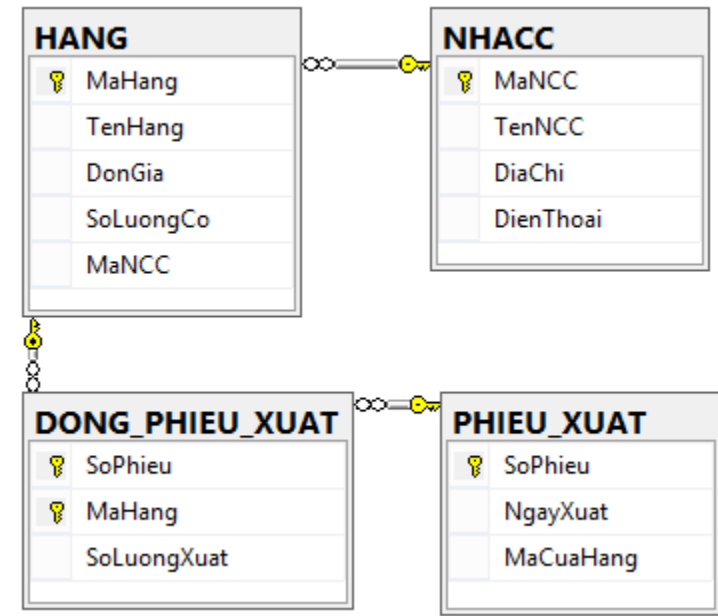 HANG
MaHang
TenHang
DonGia
SoLuongCo
MaNCC
NHACC
MaNCC
TenNCC
DiaChi
DienThoai
DONG_PHIEU_XUAT
SoPhieu
MaHang
SoLuongXuat
PHIEU_XUAT
SoPhieu
NgayXuat
MaCuaHang